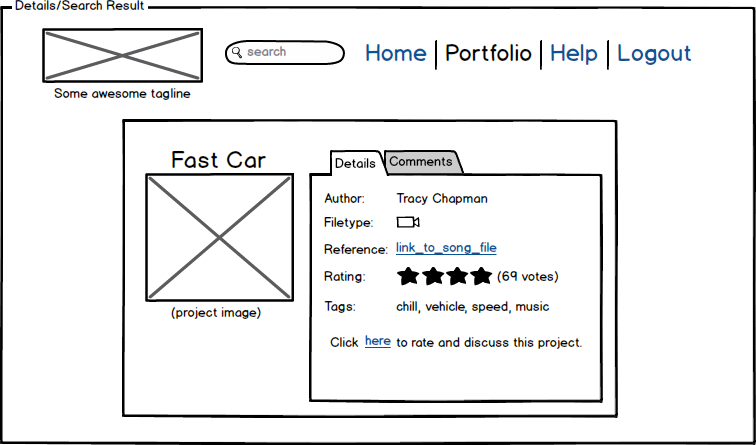 Details/Search Result
search
Home | Portfolio | Help | Logout
Some awesome tagline
Fast Car
Details
Comments
Author: Tracy Chapman
Filetype:
Reference: link_to_song_file
Rating: (69 votes)
Tags: chill, vehicle, speed, music
Click here to rate and discuss this project.
(project image)